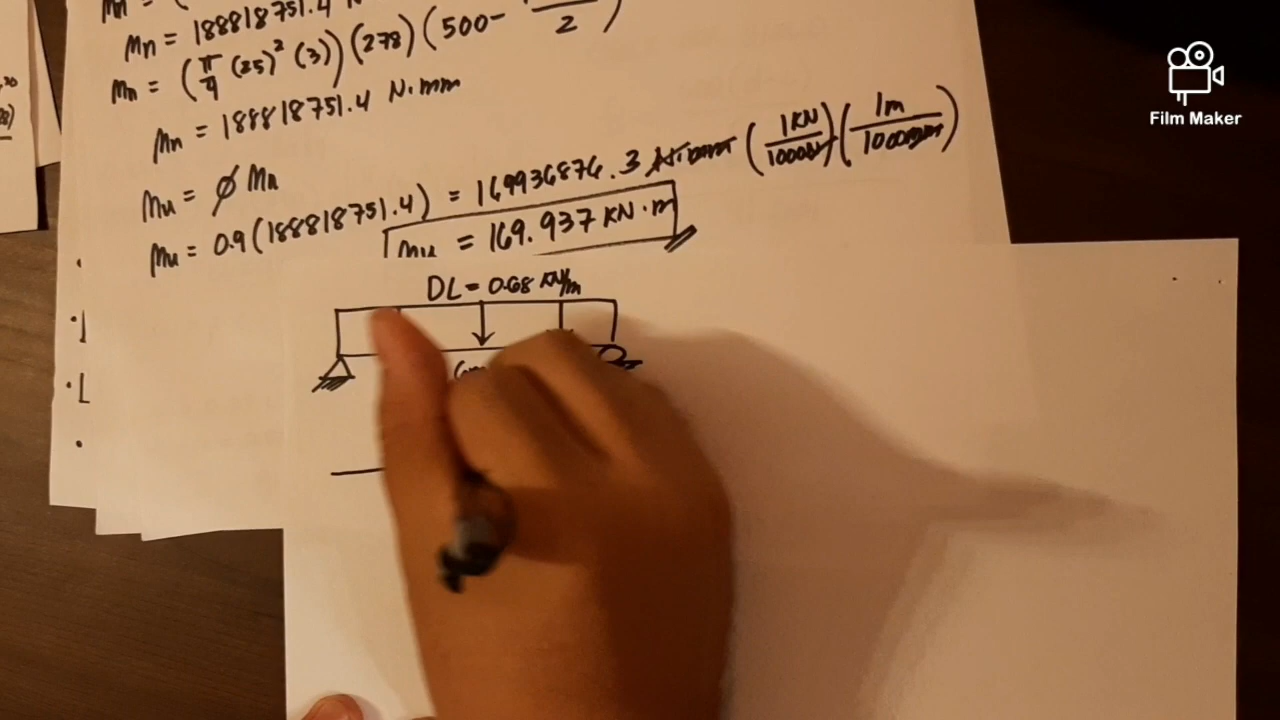 Mn = 188818751.4 N
Mn = (π/4 (25)² (3)) (278) (500 - 2)
Mn = 188818751.4 N·mm
Mu = ϕ Mn
Mu = 0.9 (188818751.4) = 169936876.3 N·mm (1KN/1000N) (1m/1000mm)
Mu = 169.937 KN·m
DL = 0.68 KN/m
6m
Film Maker